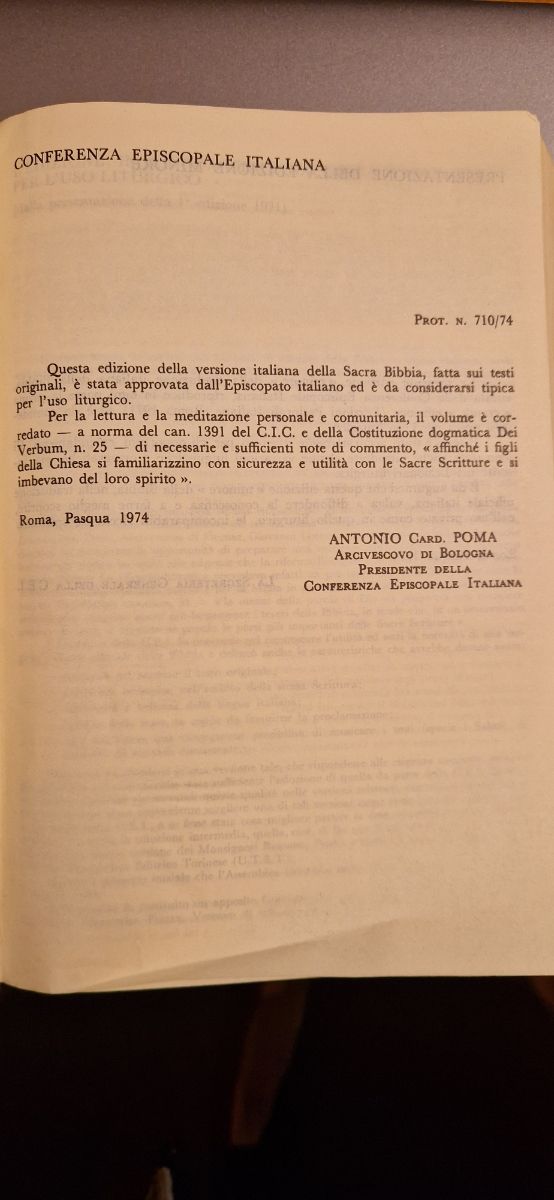 CONFERENZA EPISCOPALE ITALIANA
PROT. N. 710/74
Questa edizione della versione italiana della Sacra Bibbia, fatta sui testi
originali, è stata approvata dall'Episcopato italiano ed è da considerarsi tipica
per l'uso liturgico.
Per la lettura e la meditazione personale e comunitaria, il volume è cor-
redato — a norma del can. 1391 del C.I.C. e della Costituzione dogmatica Dei
Verbum, n. 25 — di necessarie e sufficienti note di commento, « affinché i figli
della Chiesa si familiarizzino con sicurezza e utilità con le Sacre Scritture e si
imbevano del loro spirito ».
Roma, Pasqua 1974
ANTONIO CARD. POMA
ARCIVESCOVO DI BOLOGNA
PRESIDENTE DELLA
CONFERENZA EPISCOPALE ITALIANA